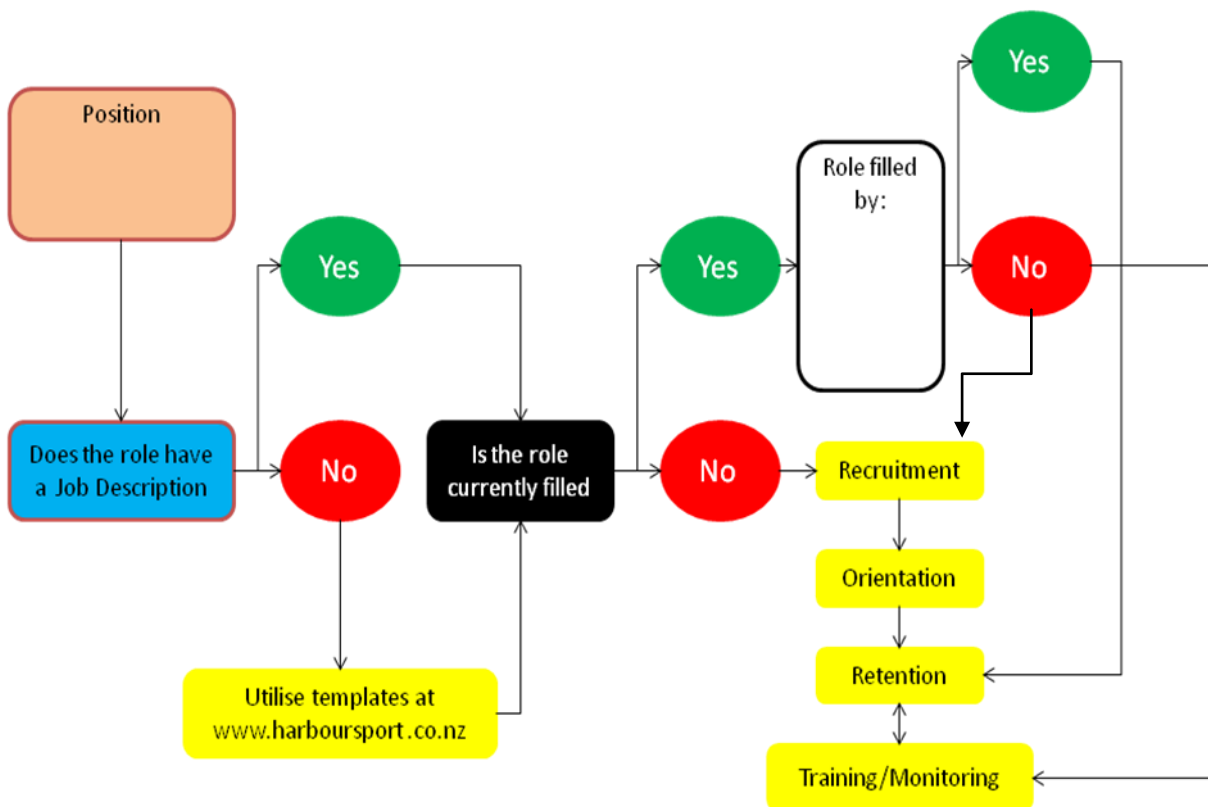 Position
Does the role have
a Job Description
Yes
No
Utilise templates at
www.harboursport.co.nz
Is the role
currently filled
Yes
No
Role filled
by:
Yes
No
Recruitment
Orientation
Retention
Training/Monitoring